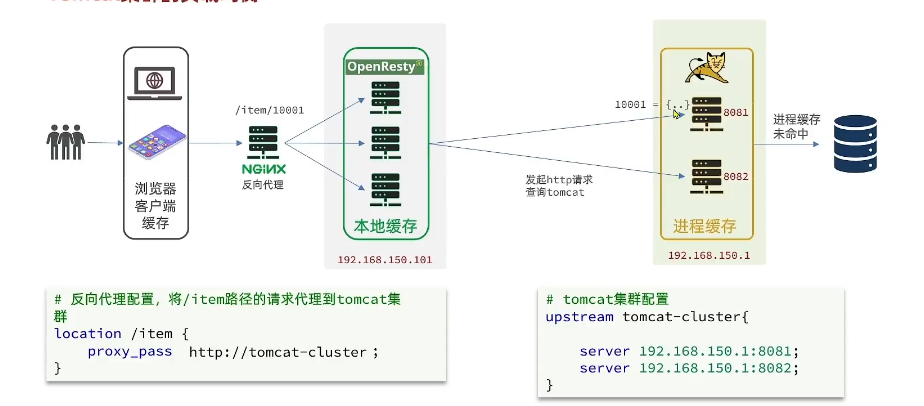 OpenResty®
/item/10001
10001 = {..}
8081
进程缓存
未命中
NGINX
反向代理
浏览器
客户端
缓存
发起http请求
查询tomcat
8082
本地缓存
进程缓存
192.168.150.101
192.168.150.1
# 反向代理配置，将/item路径的请求代理到tomcat集
群
location /item {
proxy_pass http://tomcat-cluster ;
}
# tomcat集群配置
upstream tomcat-cluster{
server 192.168.150.1:8081;
server 192.168.150.1:8082;
}